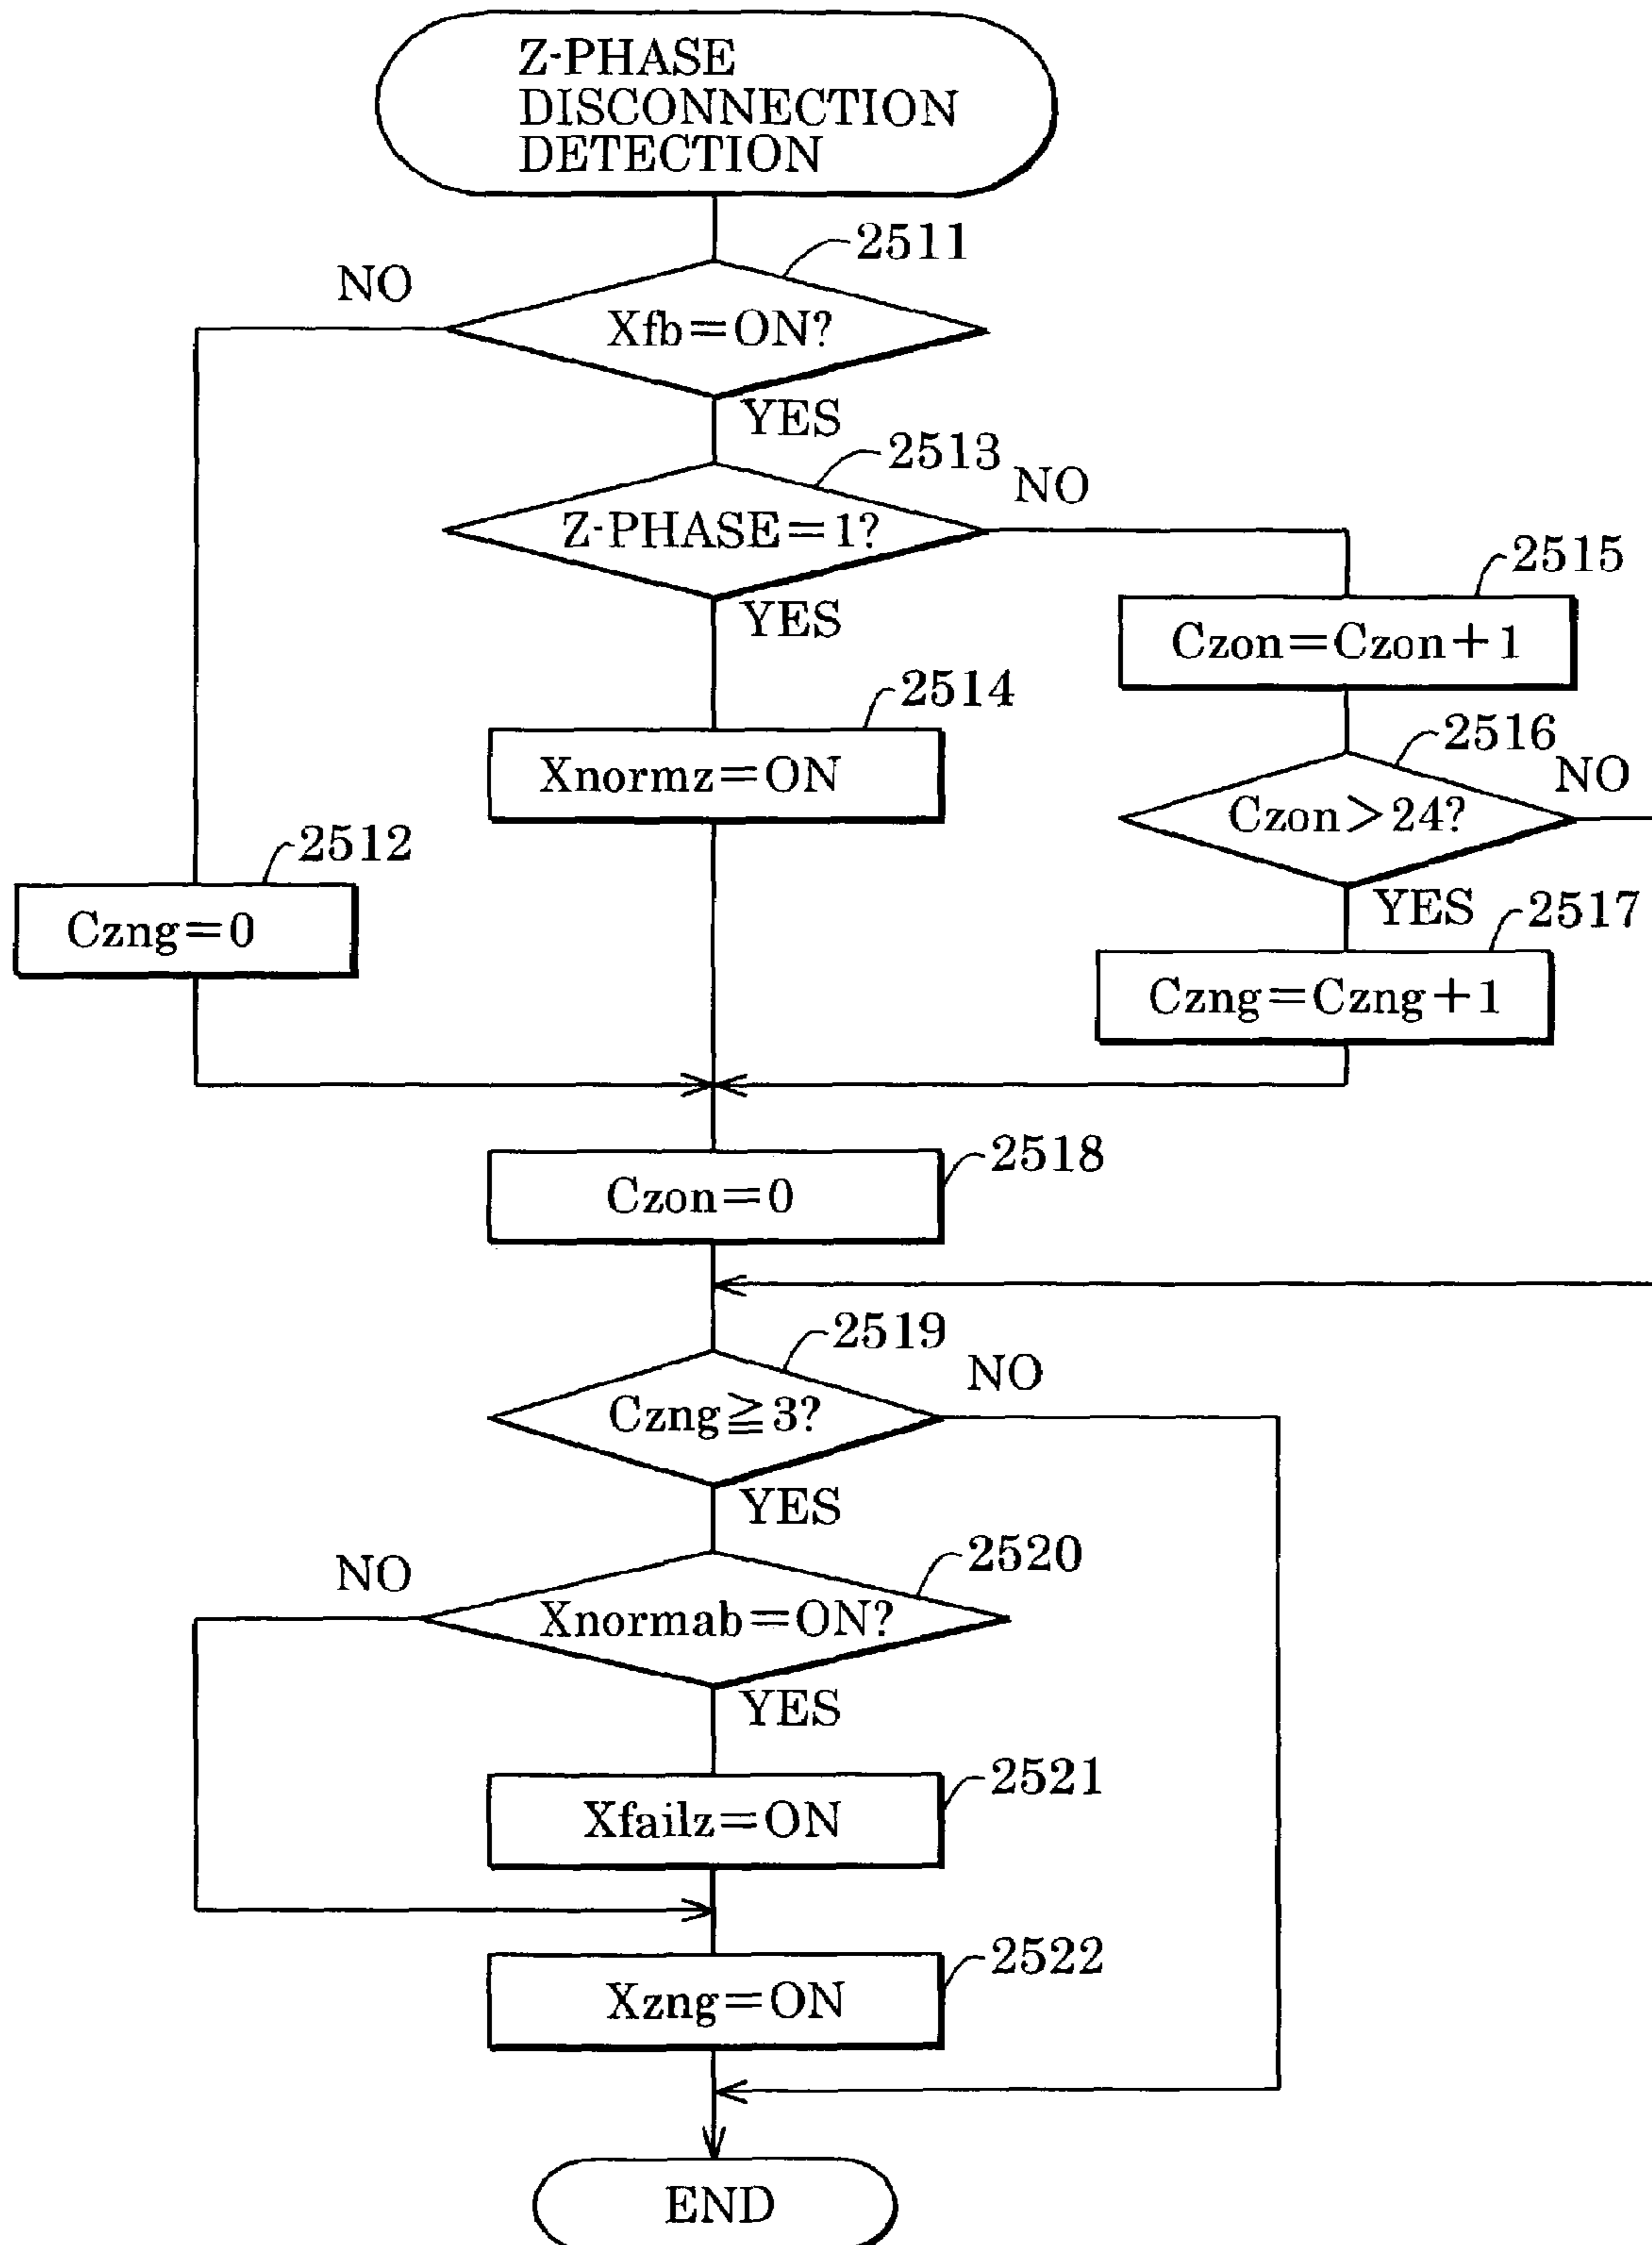 Z-PHASE
DISCONNECTION
DETECTION
2511
NO
Xfb=ON?
YES
2513
NO
Z-PHASE=1?
YES
2515
Czon=Czon+1
2514
Xnormz=ON
2516
NO
Czon>24?
YES
2512
Czng=0
2517
Czng=Czng+1
2518
Czon=0
2519
NO
Czng≧3?
YES
2520
NO
Xnormab=ON?
YES
2521
Xfailz=ON
2522
Xzng=ON
END